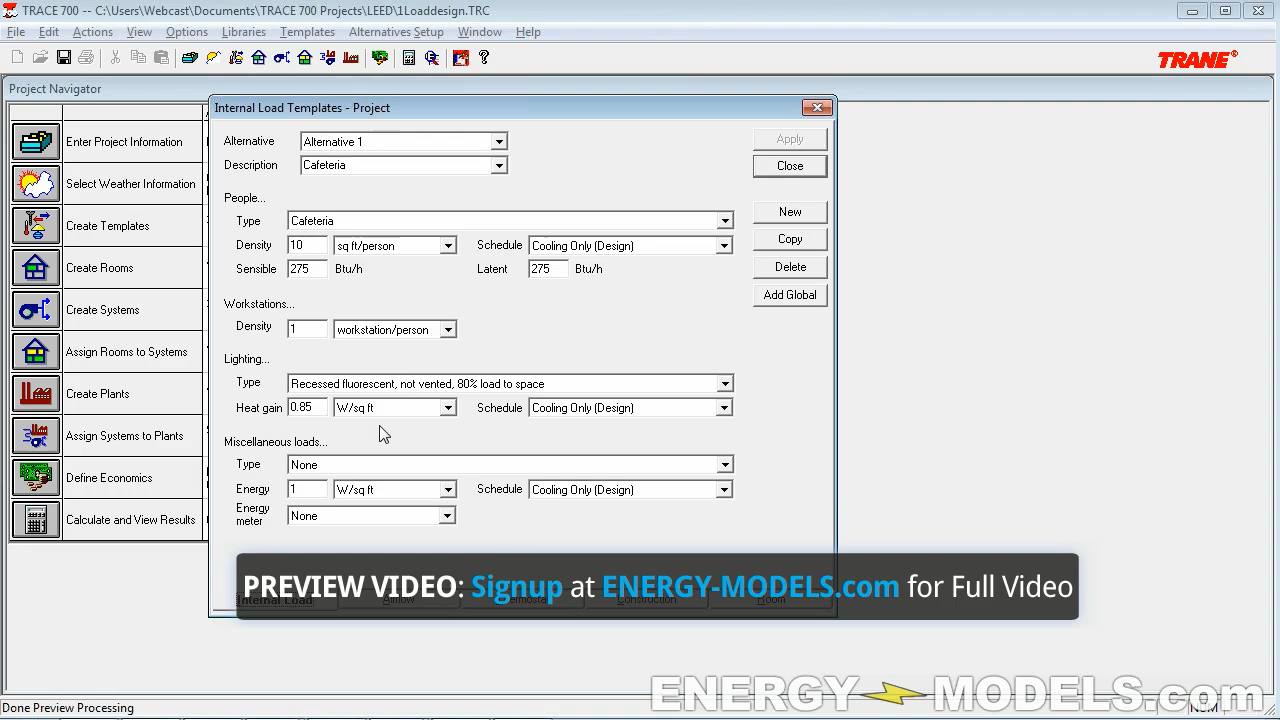 TRACE 700 -- C:\Users\Webcast\Documents\TRACE 700 Projects\LEED\1Loaddesign.TRC
File Edit Actions View Options Libraries Templates Alternatives Setup Window Help
TRANE
Project Navigator
Internal Load Templates - Project
Alternative Alternative 1 Apply
Description Cafeteria Close
Enter Project Information
Select Weather Information
Create Templates
Create Rooms
Create Systems
Assign Rooms to Systems
Create Plants
Assign Systems to Plants
Define Economics
Calculate and View Results
People...
Type Cafeteria
Density 10 sq ft/person Schedule Cooling Only (Design)
Sensible 275 Btu/h Latent 275 Btu/h
New
Copy
Delete
Add Global
Workstations...
Density 1 workstation/person
Lighting...
Type Recessed fluorescent, not vented, 80% load to space
Heat gain 0.85 W/sq ft Schedule Cooling Only (Design)
Miscellaneous loads...
Type None
Energy 1 W/sq ft Schedule Cooling Only (Design)
Energy meter None
PREVIEW VIDEO: Signup at ENERGY-MODELS.com for Full Video
Internal Load Airflow Thermostat Construction Room
ENERGY MODELS.com
Done Preview Processing NUM